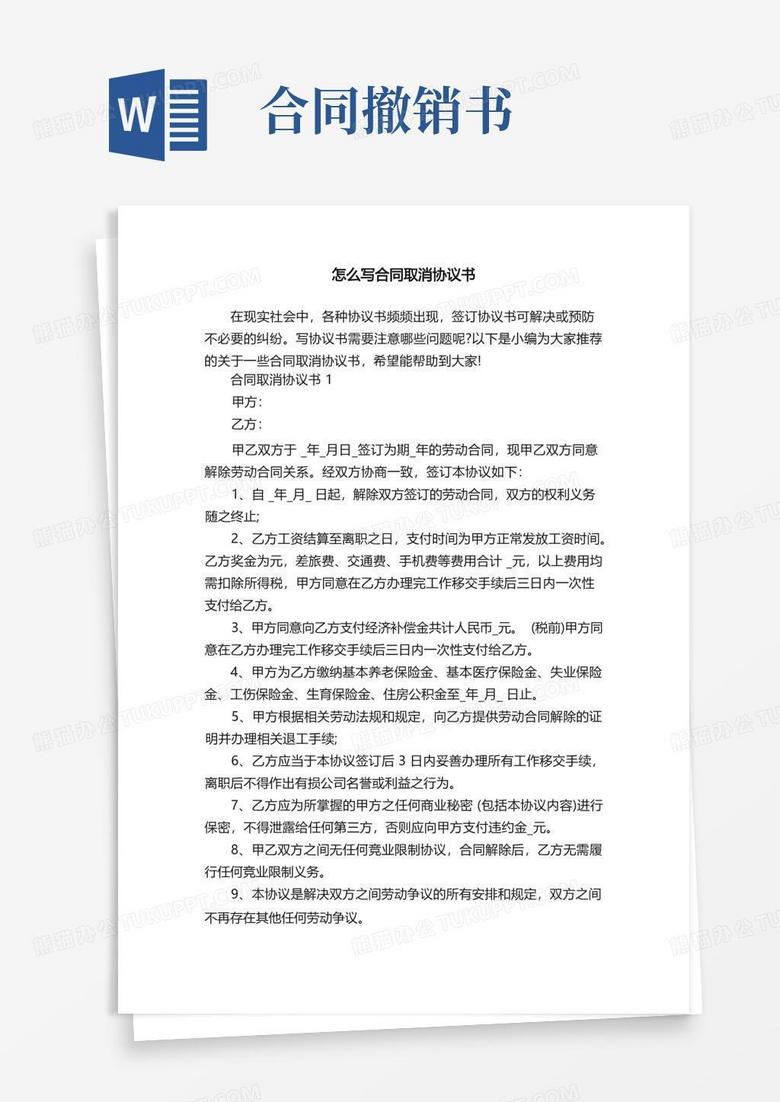 W
合同撤销书
怎么写合同取消协议书
在现实社会中，各种协议书频频出现，签订协议书可解决或预防
不必要的纠纷。写协议书需要注意哪些问题呢?以下是小编为大家推荐
的关于一些合同取消协议书，希望能帮助到大家!
合同取消协议书 1
甲方：
乙方：
甲乙双方于 _年_月日_签订为期_年的劳动合同，现甲乙双方同意
解除劳动合同关系。经双方协商一致，签订本协议如下：
1、自 _年_月_ 日起，解除双方签订的劳动合同，双方的权利义务
随之终止;
2、乙方工资结算至离职之日，支付时间为甲方正常发放工资时间。
乙方奖金为元，差旅费、交通费、手机费等费用合计 _元，以上费用均
需扣除所得税，甲方同意在乙方办理完工作移交手续后三日内一次性
支付给乙方。
3、甲方同意向乙方支付经济补偿金共计人民币_元。 (税前)甲方同
意在乙方办理完工作移交手续后三日内一次性支付给乙方。
4、甲方为乙方缴纳基本养老保险金、基本医疗保险金、失业保险
金、工伤保险金、生育保险金、住房公积金至_年_月_ 日止。
5、甲方根据相关劳动法规和规定，向乙方提供劳动合同解除的证
明并办理相关退工手续;
6、乙方应当于本协议签订后 3 日内妥善办理所有工作移交手续，
离职后不得作出有损公司名誉或利益之行为。
7、乙方应为所掌握的甲方之任何商业秘密 (包括本协议内容)进行
保密，不得泄露给任何第三方，否则应向甲方支付违约金_元。
8、甲乙双方之间无任何竞业限制协议，合同解除后，乙方无需履
行任何竞业限制义务。
9、本协议是解决双方之间劳动争议的所有安排和规定，双方之间
不再存在其他任何劳动争议。